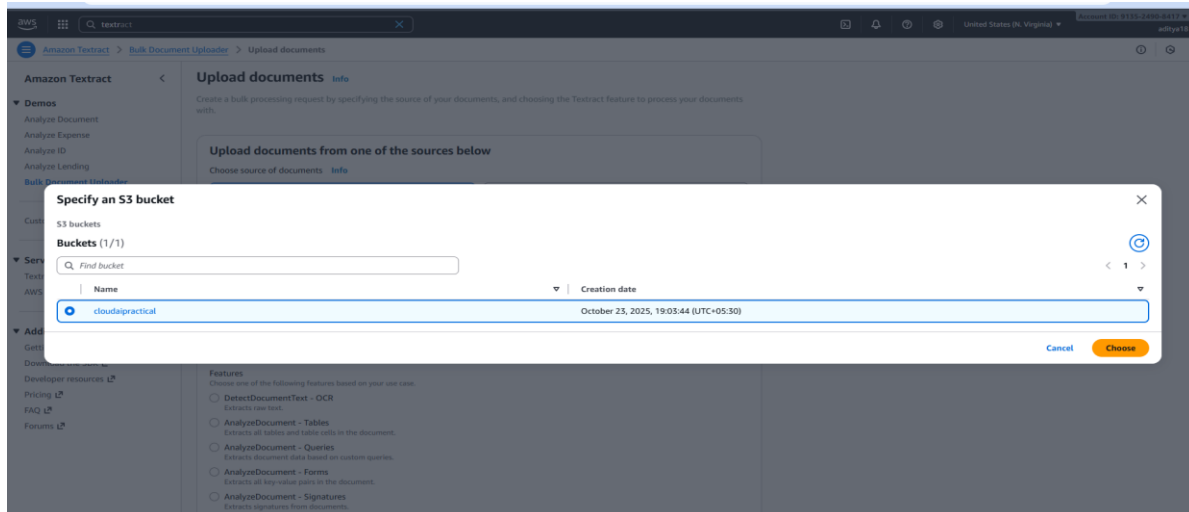 aws
textract
United States (N. Virginia)
Account ID: 9135-2490-8417
aditya18
Amazon Textract > Bulk Document Uploader > Upload documents
Amazon Textract
Demos
Analyze Document
Analyze Expense
Analyze ID
Analyze Lending
Bulk Document Uploader
Upload documents Info
Create a bulk processing request by specifying the source of your documents, and choosing the Textract feature to process your documents
with.
Upload documents from one of the sources below
Choose source of documents Info
Specify an S3 bucket
S3 buckets
Buckets (1/1)
Find bucket
1
Name
Creation date
cloudaipractical
October 23, 2025, 19:03:44 (UTC+05:30)
Cancel
Choose
Developer resources
Pricing
FAQ
Forums
Features
Choose one of the following features based on your use case.
DetectDocumentText - OCR
Extracts raw text.
AnalyzeDocument - Tables
Extracts all tables and table cells in the document.
AnalyzeDocument - Queries
Extracts document data based on custom queries.
AnalyzeDocument - Forms
Extracts all key-value pair in the document.
AnalyzeDocument - Signatures
Extracts signatures from documents.